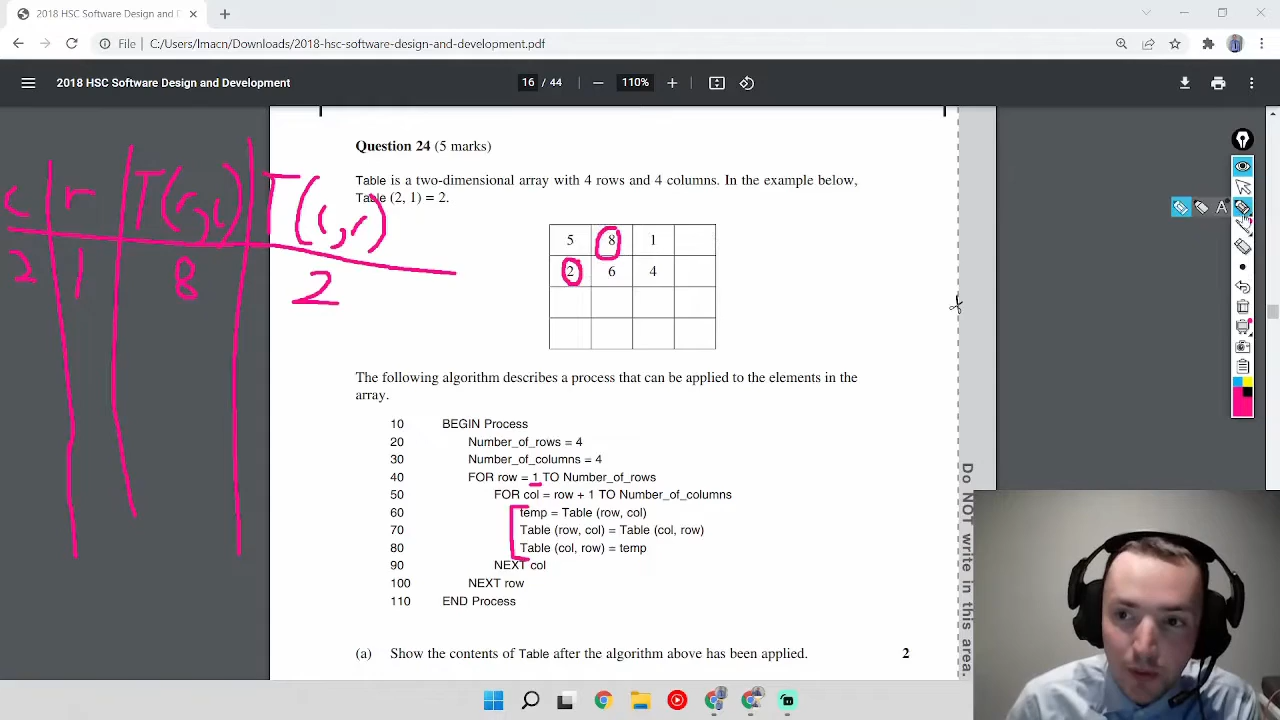 2018 HSC Software Design and D
File
C:/Users/lmacn/Downloads/2018-hsc-software-design-and-development.pdf
2018 HSC Software Design and Development
16 / 44
110%
Question 24 (5 marks)
Table is a two-dimensional array with 4 rows and 4 columns. In the example below,
Table (2, 1) = 2.
c r T(r,c) T(c,r)
2 1 8 2
5 8 1
2 6 4
The following algorithm describes a process that can be applied to the elements in the
array.
10 BEGIN Process
20 Number_of_rows = 4
30 Number_of_columns = 4
40 FOR row = 1 TO Number_of_rows
50 FOR col = row + 1 TO Number_of_columns
60 temp = Table (row, col)
70 Table (row, col) = Table (col, row)
80 Table (col, row) = temp
90 NEXT col
100 NEXT row
110 END Process
(a) Show the contents of Table after the algorithm above has been applied. 2
Do NOT write in this area.
A